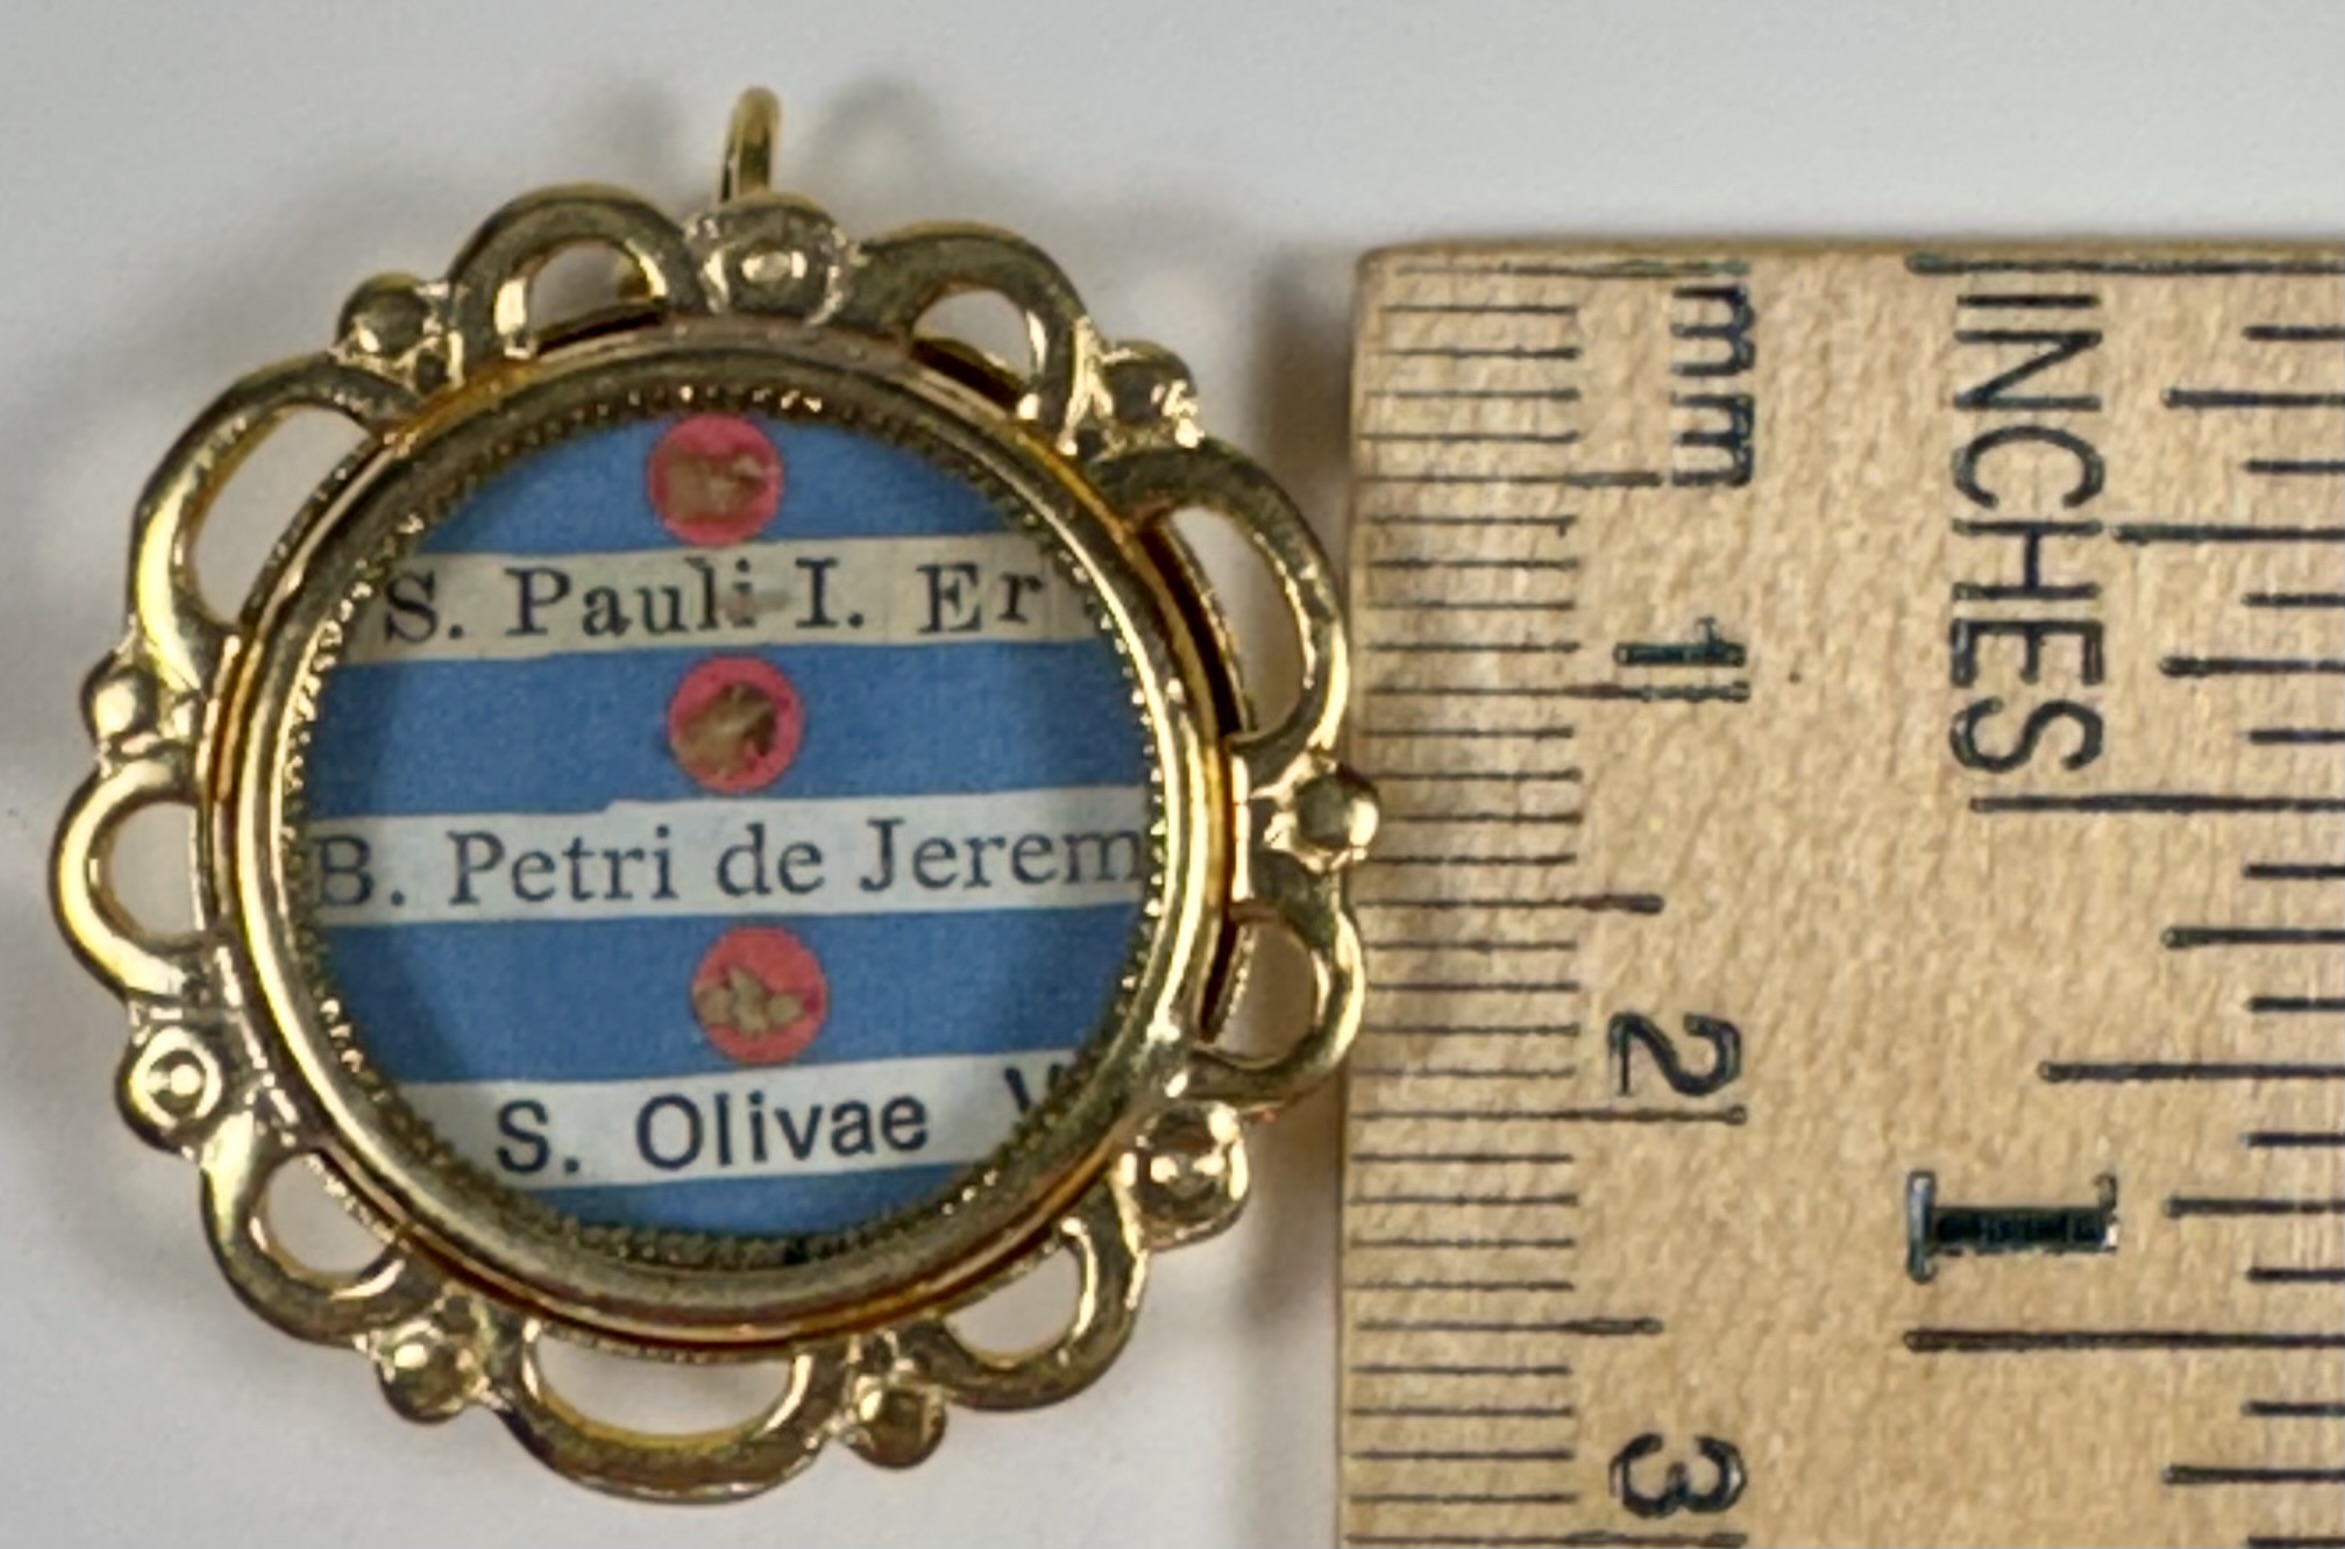 S. Pauli I. Er
B. Petri de Jerem
S. Olivae V
mm
1
2
3
INCHES
1